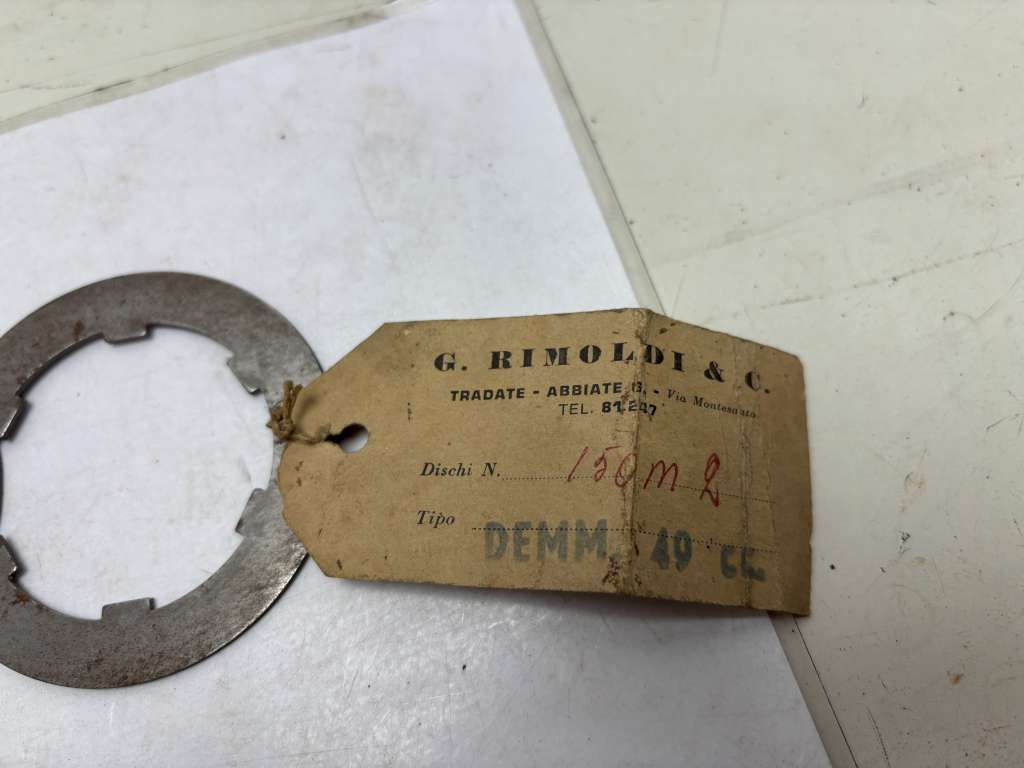 G. RIMOLDI & C.
TRADATE - ABBIATE G. - Via Montesanto
TEL. 81.247
Dischi N. 150 M 2
Tipo DEMM. 49 cc.